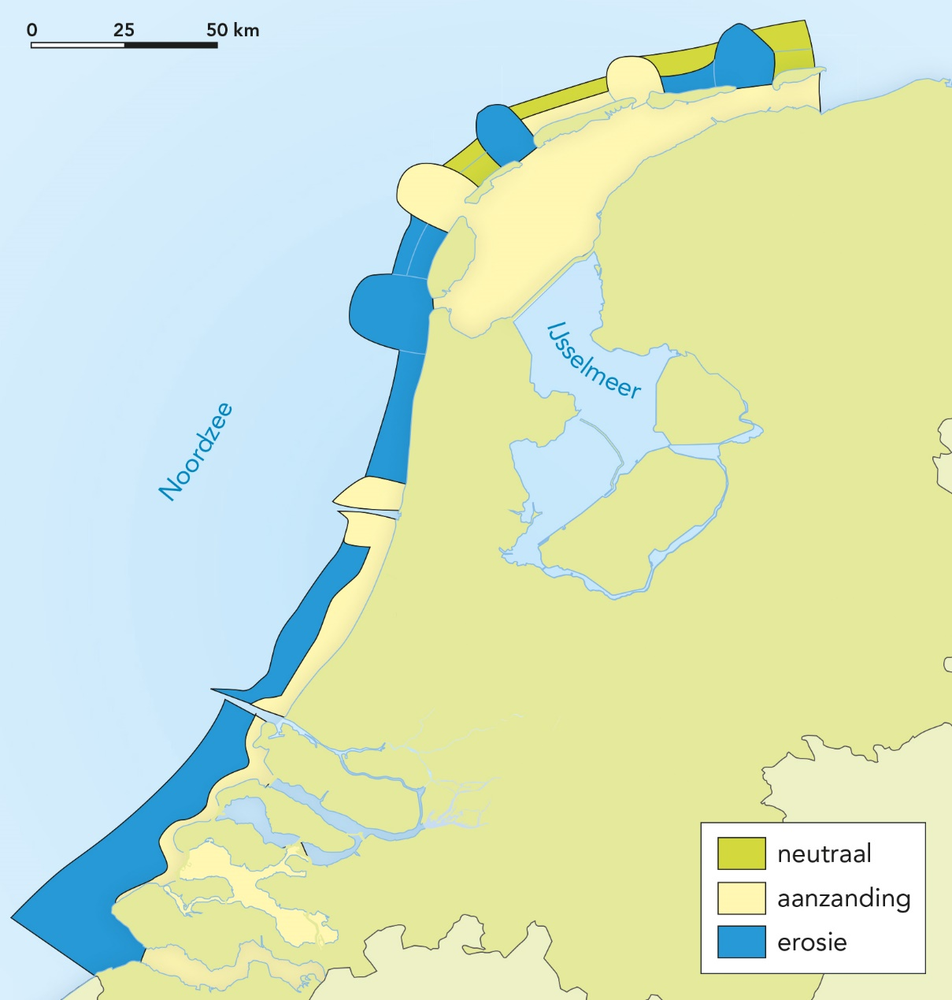 0 25 50 km
IJsselmeer
Noordzee
neutraal
aanzanding
erosie